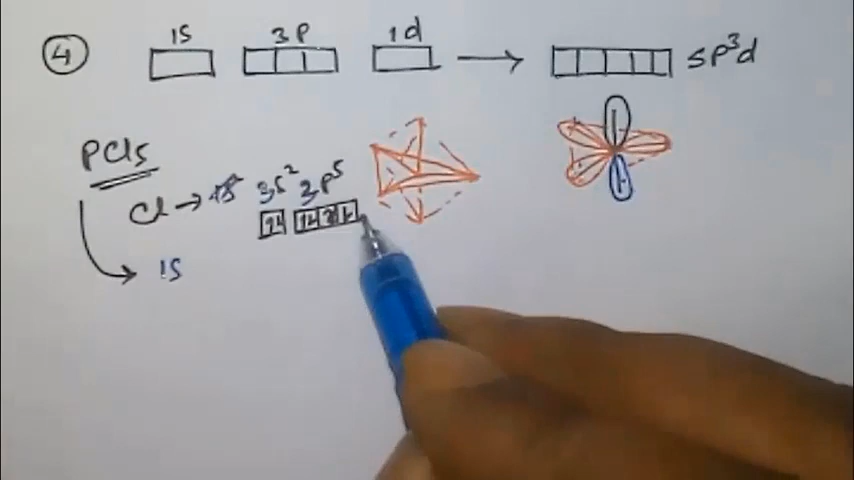 4 1S 3P 1d → SP³d
PCl5
Cl → 3S² 3P⁵
1S